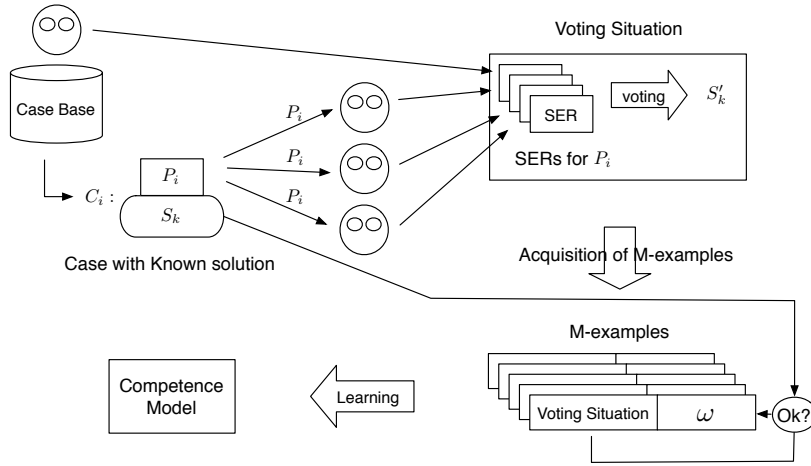 Voting Situation
Case Base
SER
voting
S'_k
SERs for P_i
P_i
P_i
P_i
C_i :
P_i
S_k
Case with Known solution
Acquisition of M-examples
M-examples
Competence
Model
Learning
Voting Situation
ω
Ok?